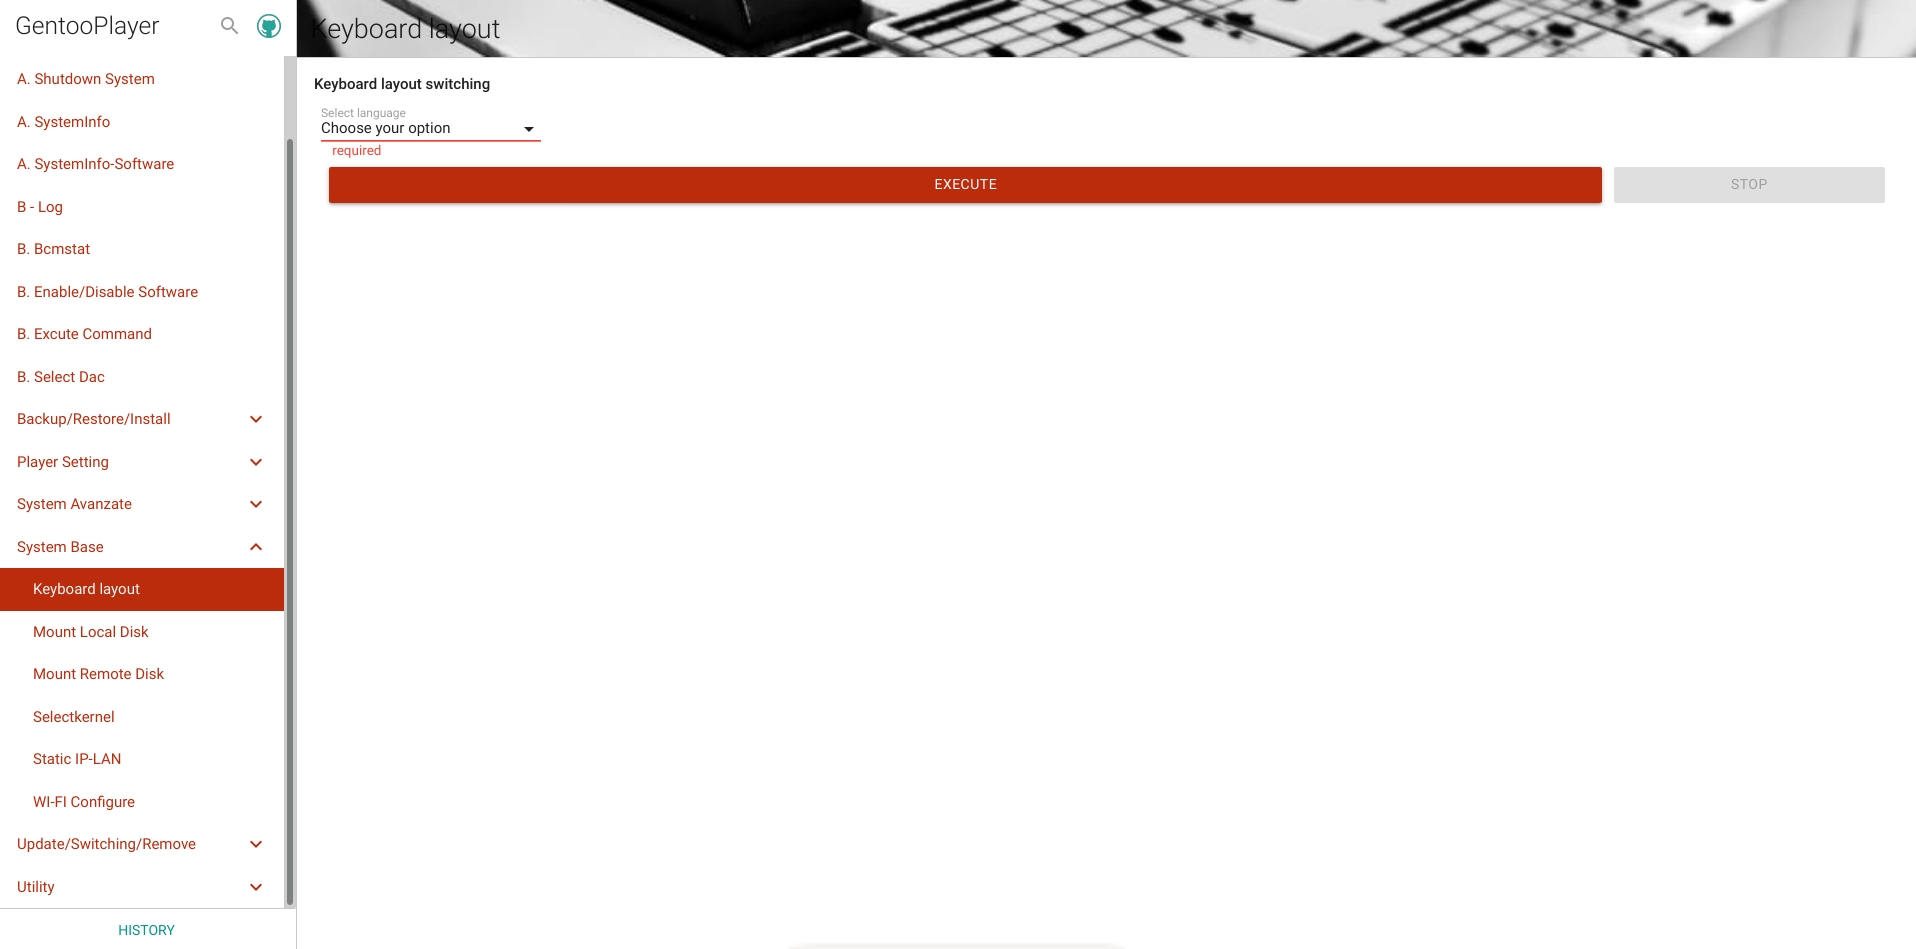 GentooPlayer
Keyboard layout
A. Shutdown System
A. SystemInfo
A. SystemInfo-Software
B - Log
B. Bcmstat
B. Enable/Disable Software
B. Excute Command
B. Select Dac
Backup/Restore/Install
Player Setting
System Avanzate
System Base
Keyboard layout
Mount Local Disk
Mount Remote Disk
Selectkernel
Static IP-LAN
WI-FI Configure
Update/Switching/Remove
Utility
HISTORY
Keyboard layout switching
Select language
Choose your option
required
EXECUTE
STOP